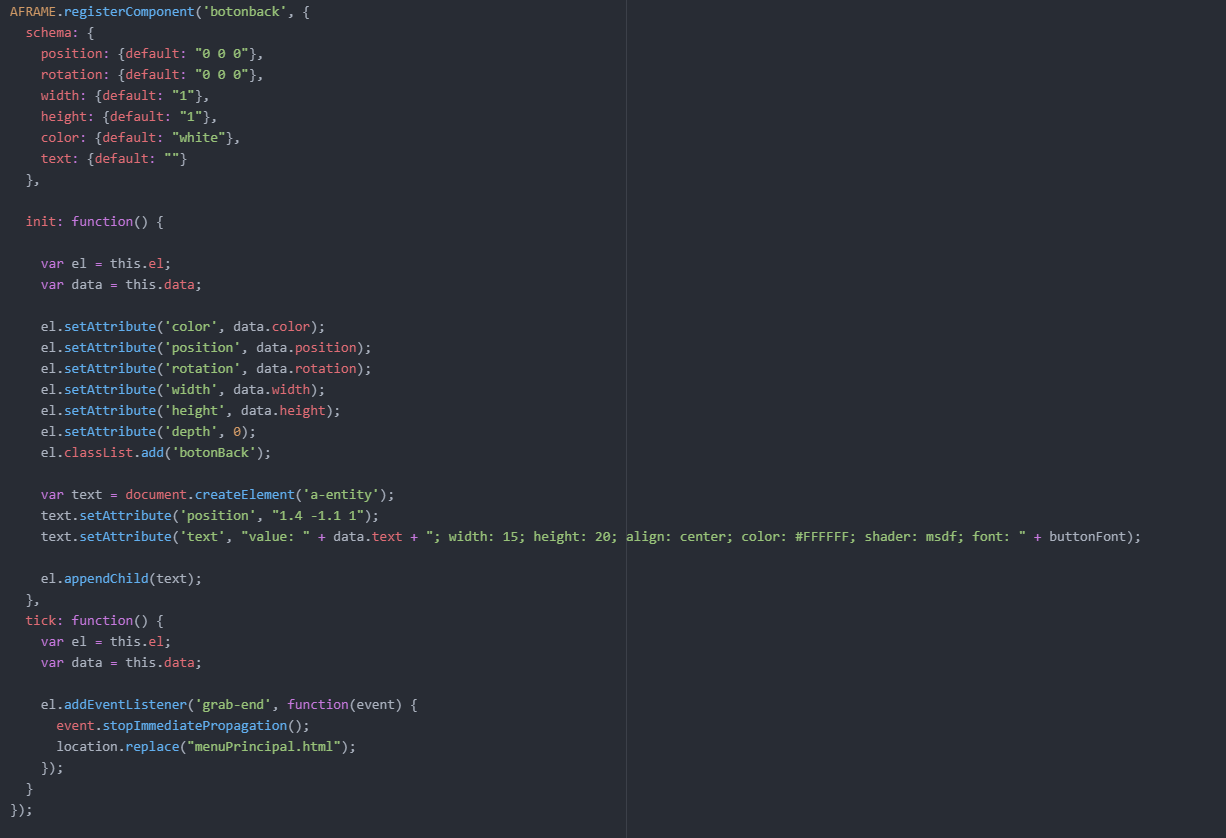 AFRAME.registerComponent('botonback', {
  schema: {
    position: {default: "0 0 0"},
    rotation: {default: "0 0 0"},
    width: {default: "1"},
    height: {default: "1"},
    color: {default: "white"},
    text: {default: ""}
  },

  init: function() {

    var el = this.el;
    var data = this.data;

    el.setAttribute('color', data.color);
    el.setAttribute('position', data.position);
    el.setAttribute('rotation', data.rotation);
    el.setAttribute('width', data.width);
    el.setAttribute('height', data.height);
    el.setAttribute('depth', 0);
    el.classList.add('botonBack');

    var text = document.createElement('a-entity');
    text.setAttribute('position', "1.4 -1.1 1");
    text.setAttribute('text', "value: " + data.text + "; width: 15; height: 20; align: center; color: #FFFFFF; shader: msdf; font: " + buttonFont);

    el.appendChild(text);
  },
  tick: function() {
    var el = this.el;
    var data = this.data;

    el.addEventListener('grab-end', function(event) {
      event.stopImmediatePropagation();
      location.replace("menuPrincipal.html");
    });
  }
});